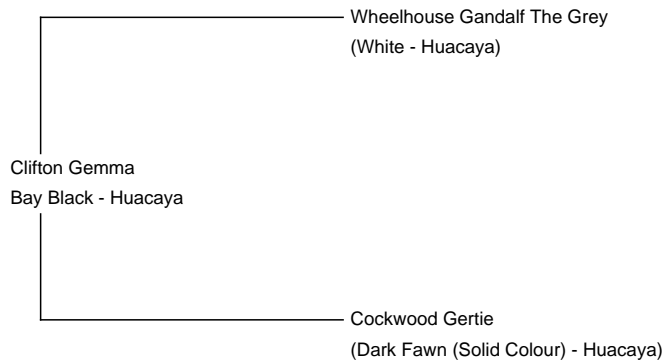 Wheelhouse Gandalf The Grey
(White - Huacaya)
Clifton Gemma
Bay Black - Huacaya
Cockwood Gertie
(Dark Fawn (Solid Colour) - Huacaya)